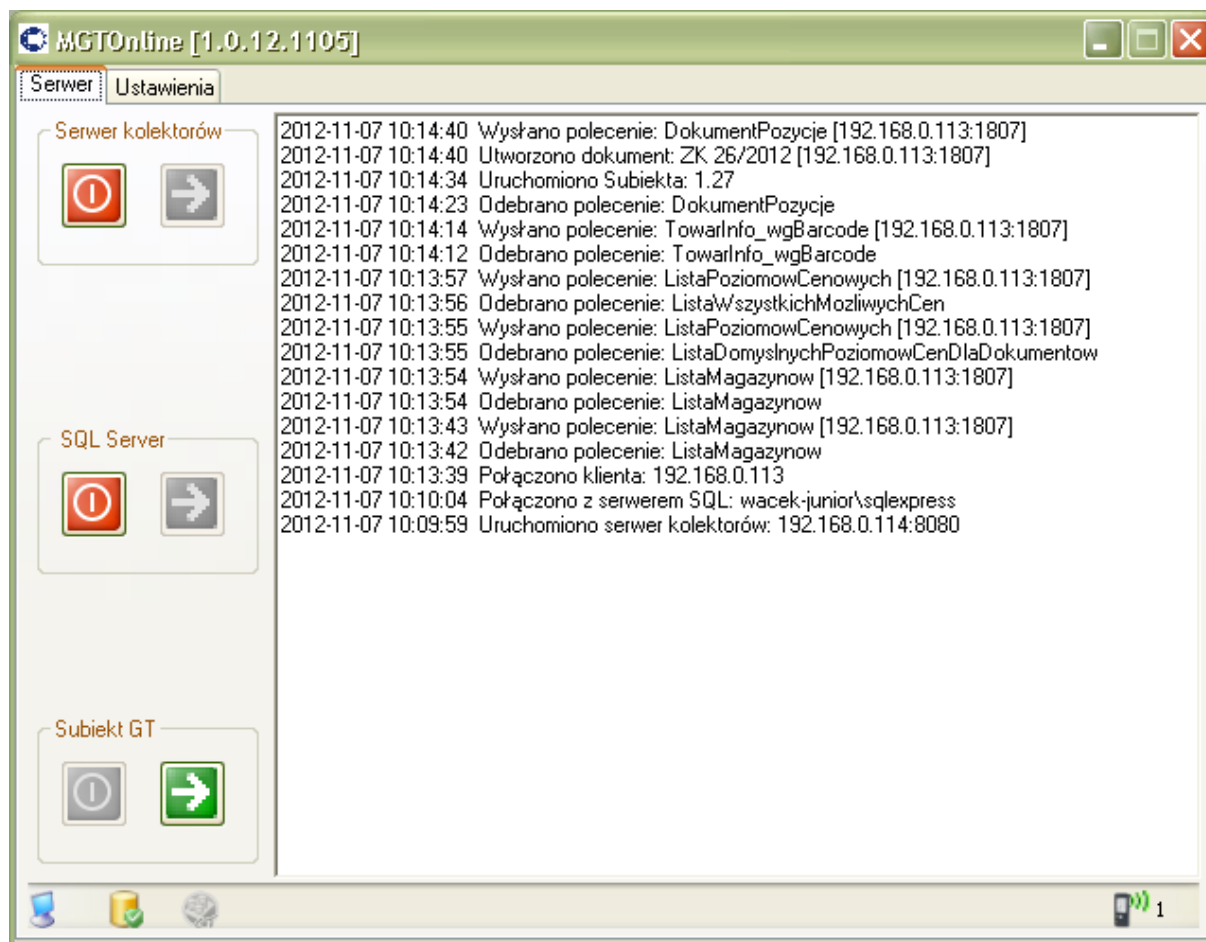 MGTOnline [1.0.12.1105]
Serwer Ustawienia
Serwer kolektorów
2012-11-07 10:14:40 Wysłano polecenie: DokumentPozycje [192.168.0.113:1807]
2012-11-07 10:14:40 Utworzono dokument: ZK 26/2012 [192.168.0.113:1807]
2012-11-07 10:14:34 Uruchomiono Subiekta: 1.27
2012-11-07 10:14:23 Odebrano polecenie: DokumentPozycje
2012-11-07 10:14:14 Wysłano polecenie: TowarInfo_wgBarcode [192.168.0.113:1807]
2012-11-07 10:14:12 Odebrano polecenie: TowarInfo_wgBarcode
2012-11-07 10:13:57 Wysłano polecenie: ListaPoziomowCenowych [192.168.0.113:1807]
2012-11-07 10:13:56 Odebrano polecenie: ListaWszystkichMozliwychCen
2012-11-07 10:13:55 Wysłano polecenie: ListaPoziomowCenowych [192.168.0.113:1807]
2012-11-07 10:13:55 Odebrano polecenie: ListaDomyslnychPoziomowCenDlaDokumentow
2012-11-07 10:13:54 Wysłano polecenie: ListaMagazynow [192.168.0.113:1807]
2012-11-07 10:13:54 Odebrano polecenie: ListaMagazynow
2012-11-07 10:13:43 Wysłano polecenie: ListaMagazynow [192.168.0.113:1807]
2012-11-07 10:13:42 Odebrano polecenie: ListaMagazynow
2012-11-07 10:13:39 Połączono klienta: 192.168.0.113
2012-11-07 10:10:04 Połączono z serwerem SQL: wacek-junior\sqlexpress
2012-11-07 10:09:59 Uruchomiono serwer kolektorów: 192.168.0.114:8080
SQL Server
Subiekt GT
1